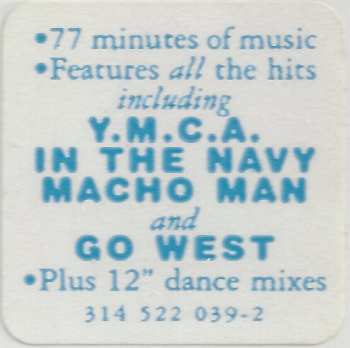 •77 minutes of music
•Features all the hits
including
Y.M.C.A.
IN THE NAVY
MACHO MAN
and
GO WEST
•Plus 12" dance mixes
314 522 039-2